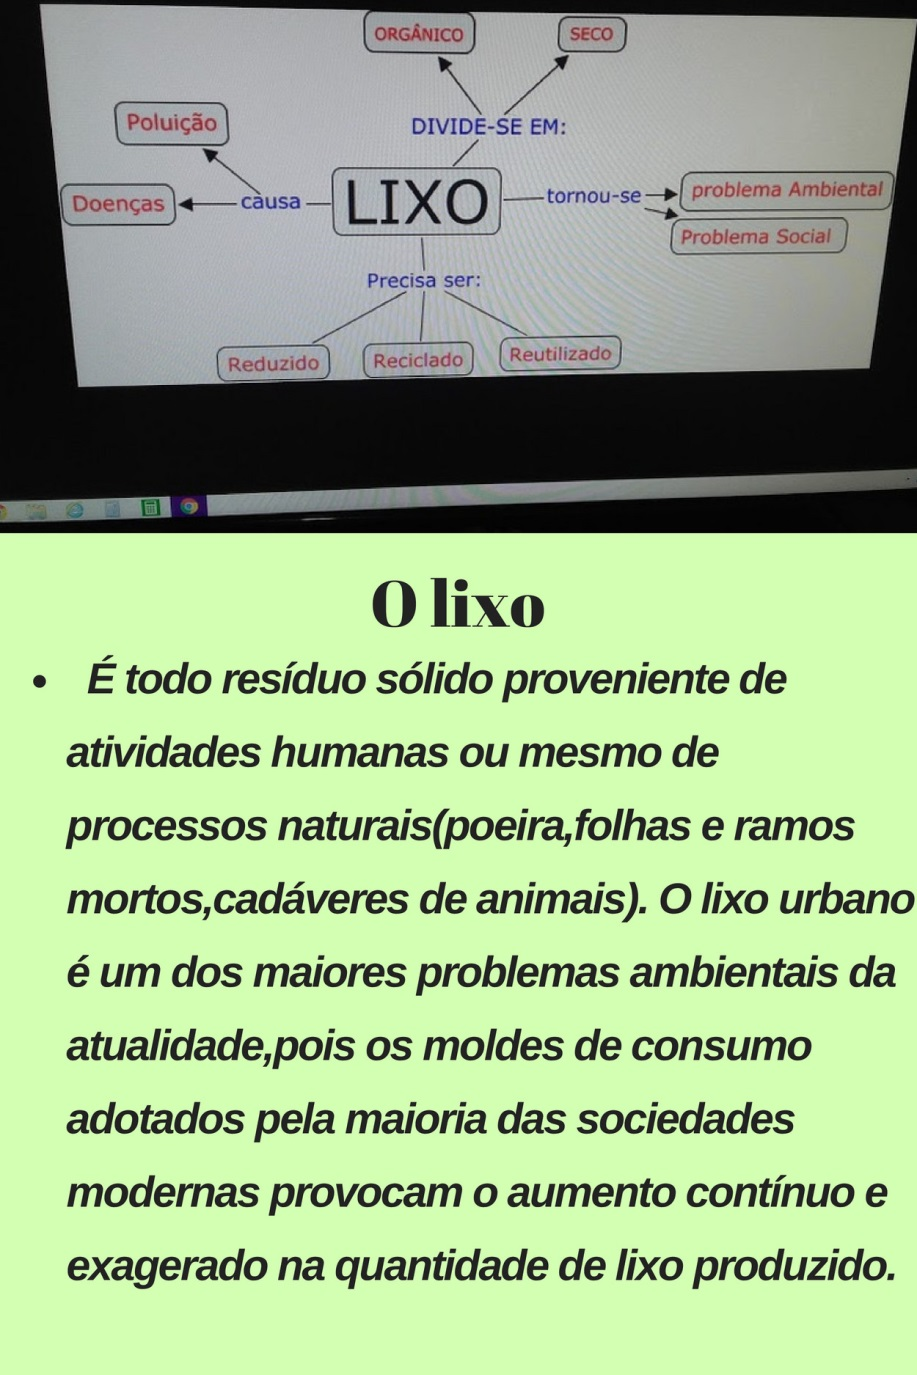 ORGÂNICO
SECO
DIVIDE-SE EM:
Poluição
Doenças
causa
LIXO
tornou-se
problema Ambiental
Problema Social
Precisa ser:
Reduzido
Reciclado
Reutilizado
O lixo
• É todo resíduo sólido proveniente de
atividades humanas ou mesmo de
processos naturais(poeira,folhas e ramos
mortos,cadáveres de animais). O lixo urbano
é um dos maiores problemas ambientais da
atualidade,pois os moldes de consumo
adotados pela maioria das sociedades
modernas provocam o aumento contínuo e
exagerado na quantidade de lixo produzido.